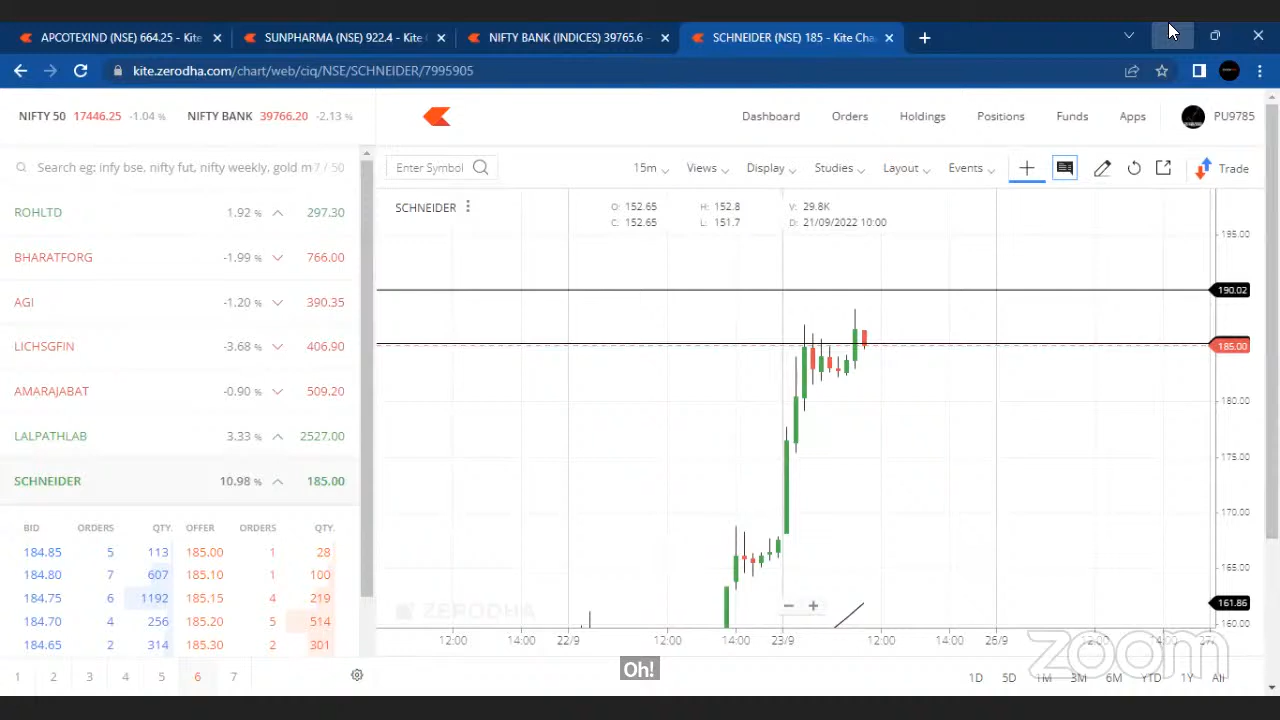 APCOTEXIND (NSE) 664.25 - Kite
SUNPHARMA (NSE) 922.4 - Kite
NIFTY BANK (INDICES) 39765.6 -
SCHNEIDER (NSE) 185 - Kite Cha
kite.zerodha.com/chart/web/ciq/NSE/SCHNEIDER/7995905
NIFTY 50 17446.25 -1.04 % NIFTY BANK 39766.20 -2.13 %
Dashboard Orders Holdings Positions Funds Apps PU9785
Search eg: infy bse, nifty fut, nifty weekly, gold m 7 / 50
Enter Symbol 15m Views Display Studies Layout Events Trade
ROHLTD 1.92 % 297.30
BHARATFORG -1.99 % 766.00
AGI -1.20 % 390.35
LICHSGFIN -3.68 % 406.90
AMARAJABAT -0.90 % 509.20
LALPATHLAB 3.33 % 2527.00
SCHNEIDER 10.98 % 185.00
BID ORDERS QTY. OFFER ORDERS QTY.
184.85 5 113 185.00 1 28
184.80 7 607 185.10 1 100
184.75 6 1192 185.15 4 219
184.70 4 256 185.20 5 514
184.65 2 314 185.30 2 301
1 2 3 4 5 6 7
SCHNEIDER
O: 152.65 H: 152.8 V: 29.8K
C: 152.65 L: 151.7 D: 21/09/2022 10:00
185.00
190.02
185.00
180.00
175.00
170.00
165.00
161.86
160.00
ZERODHA
12:00 14:00 22/9 12:00 14:00 23/9 12:00 14:00 26/9 12:00 14:00
zoom
1D 5D 1M 3M 6M YTD 1Y All
Oh!